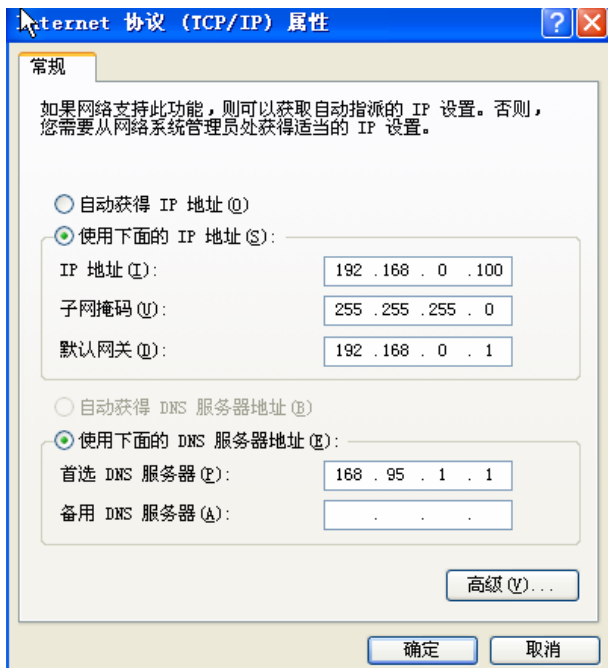 Internet 协议 (TCP/IP) 属性
常规
如果网络支持此功能，则可以获取自动指派的 IP 设置。否则，
您需要从网络系统管理员处获得适当的 IP 设置。
自动获得 IP 地址(O)
使用下面的 IP 地址(S):
IP 地址(I): 192 .168 . 0 .100
子网掩码(U): 255 .255 .255 . 0
默认网关(D): 192 .168 . 0 . 1
自动获得 DNS 服务器地址(B)
使用下面的 DNS 服务器地址(E):
首选 DNS 服务器(P): 168 . 95 . 1 . 1
备用 DNS 服务器(A): . . .
高级(V)...
确定 取消